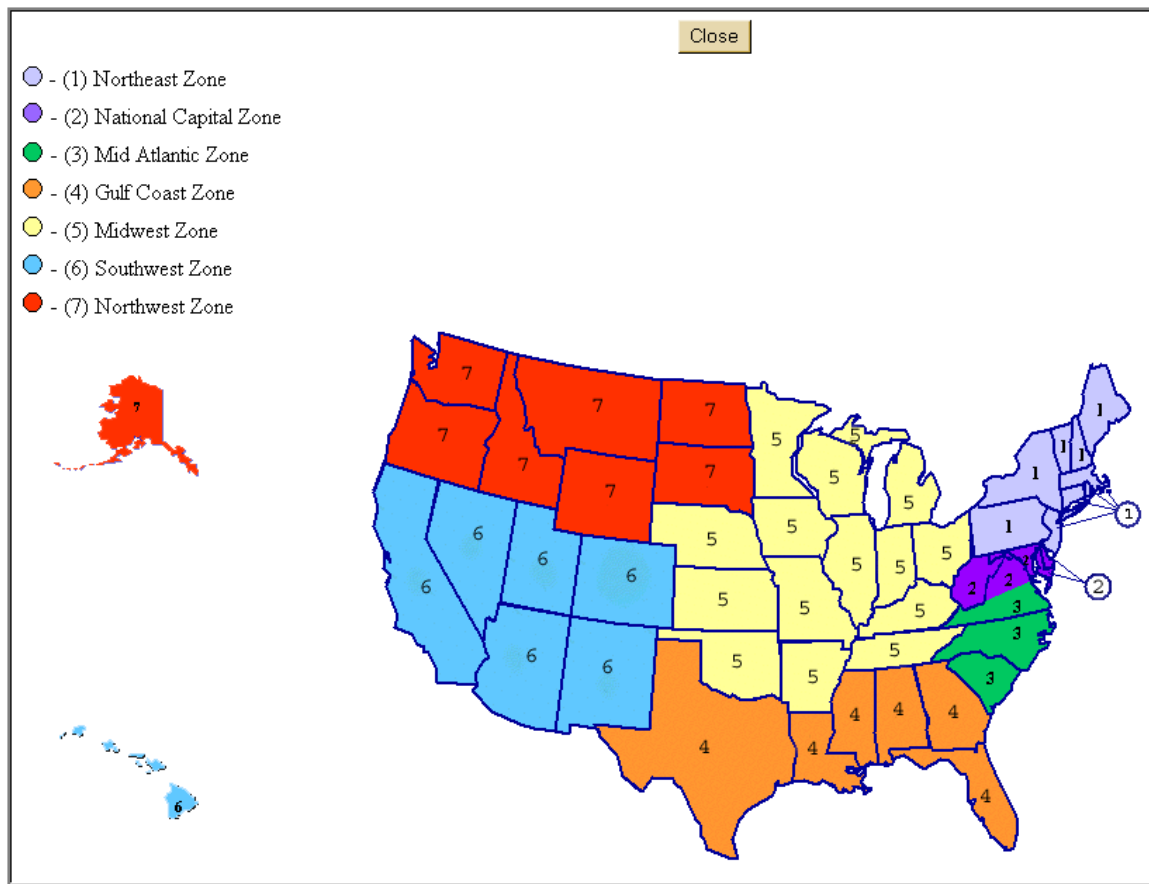 Close
- (1) Northeast Zone
- (2) National Capital Zone
- (3) Mid Atlantic Zone
- (4) Gulf Coast Zone
- (5) Midwest Zone
- (6) Southwest Zone
- (7) Northwest Zone
7
7 7 7
7
7 7 7
5 5 5 5
1
1 1
1
1
1
5
5
5
5 5 5
2
2
2 2
6 6 6 6
5 5
5
3
3
5
6 6
5 5
3
4 4 4
4 4
4
6